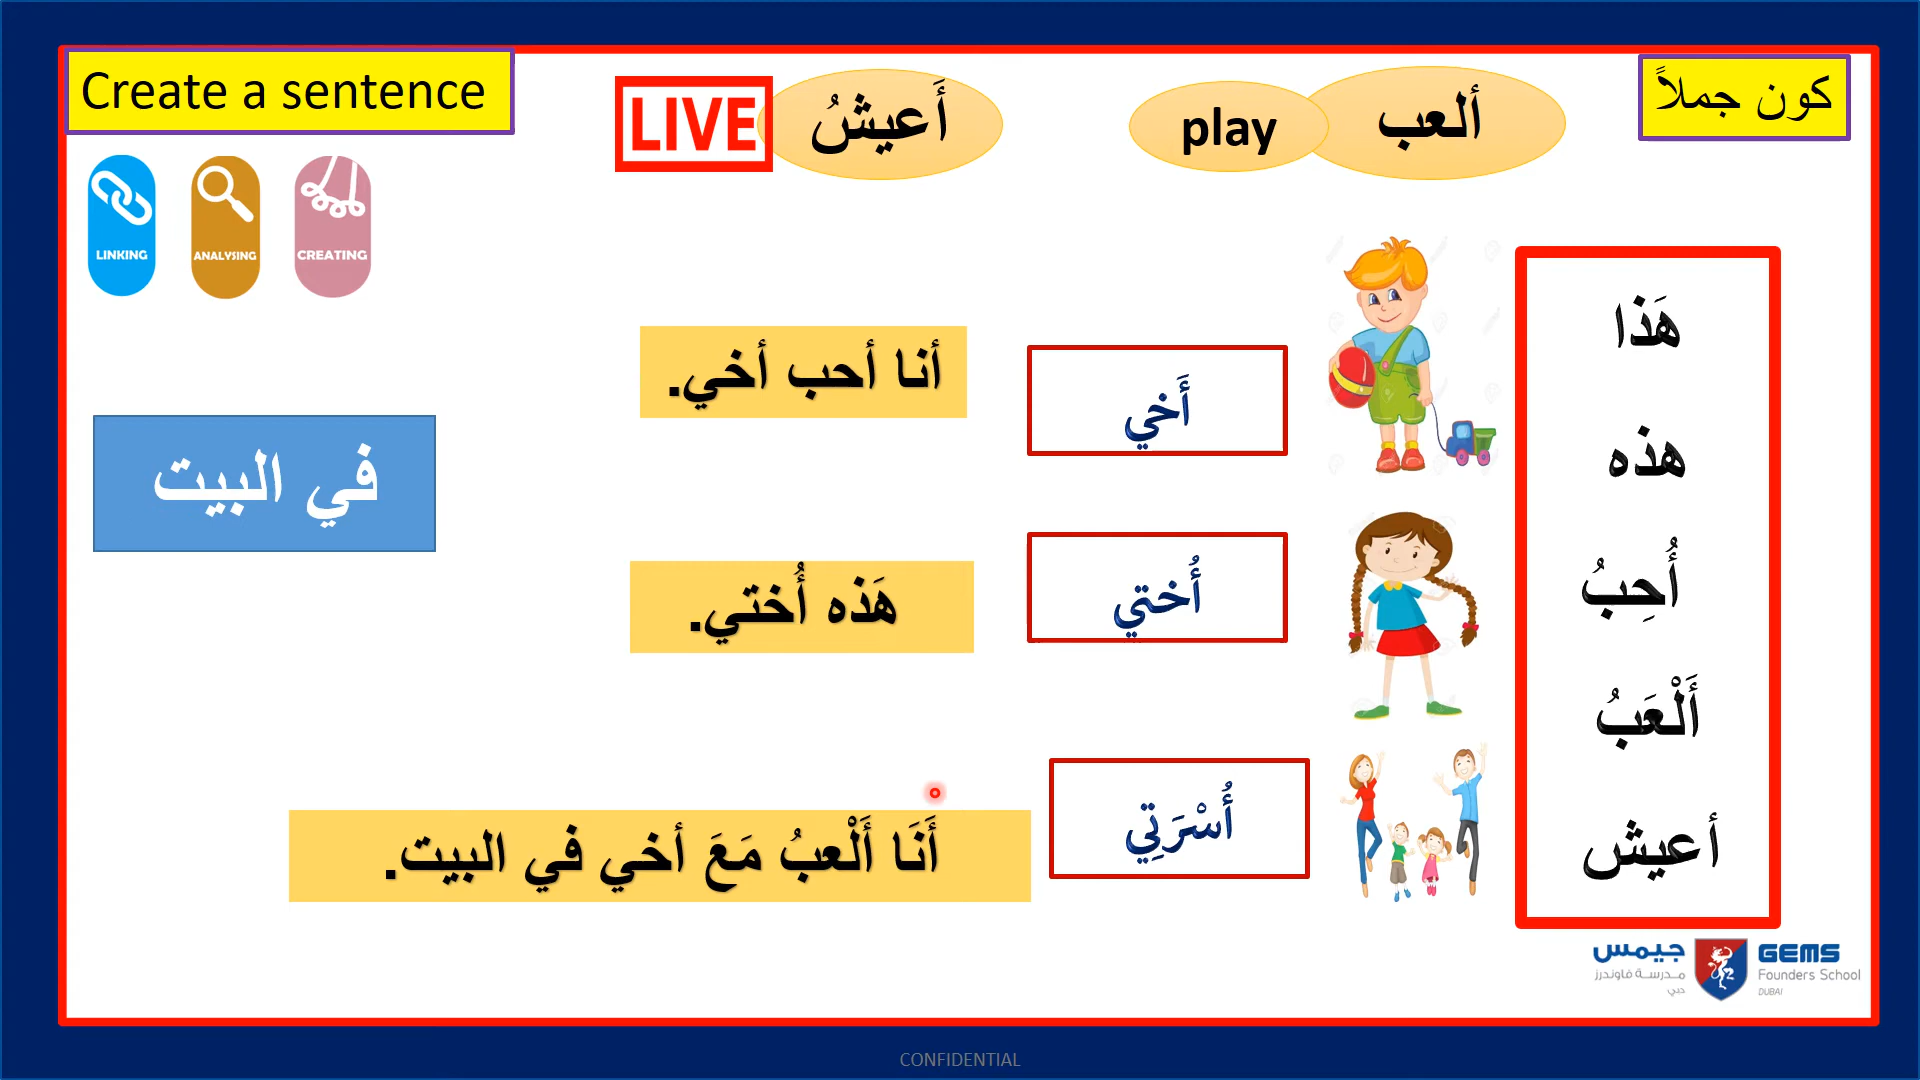 Create a sentence
LIVE
أَعيشُ
play
ألعب
كون جملاً
LINKING
ANALYSING
CREATING
هَذا
هذه
أُحِبُ
أَلْعَبُ
أعيش
أَخي
أنا أحب أخي.
في البيت
أُختي
هَذه أُختي.
أُسْرَتِي
أَنَا أَلْعبُ مَعَ أخي في البيت.
جيمس
مدرسة فاوندرز
دبي
GEMS
Founders School
DUBAI
CONFIDENTIAL